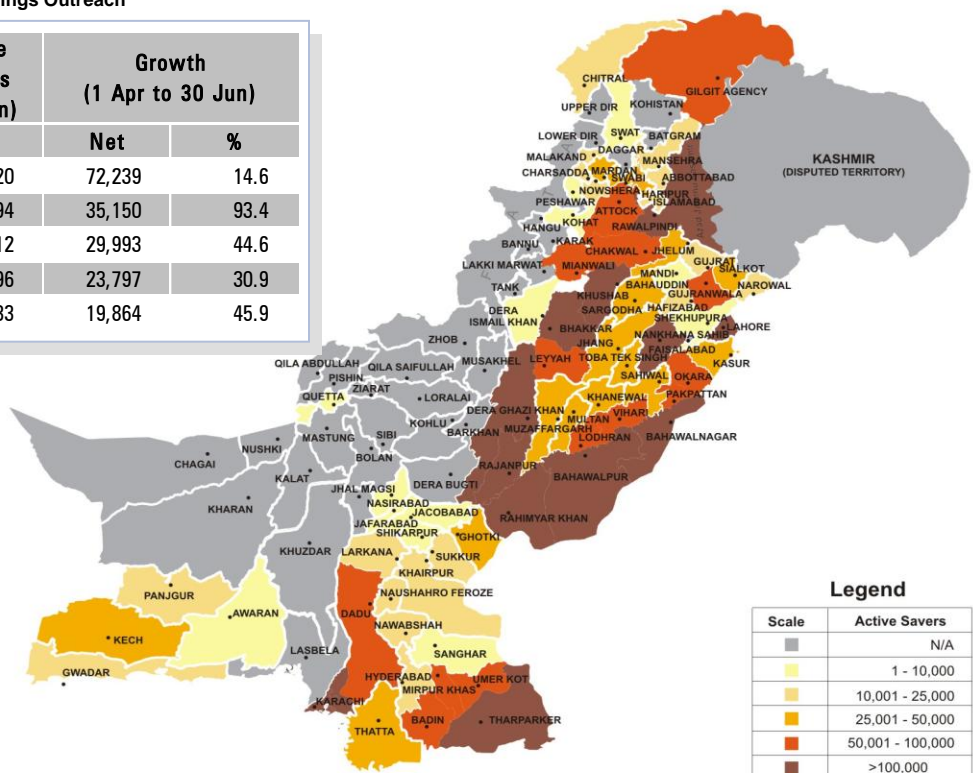 ings Outreach
e
s
n)
Growth
(1 Apr to 30 Jun)
Net %
20 72,239 14.6
94 35,150 93.4
12 29,993 44.6
96 23,797 30.9
33 19,864 45.9
CHITRAL
GILGIT AGENCY
UPPER DIR
KOHISTAN
LOWER DIR
SWAT
BATGRAM
DAGGAR
MALAKAND
MANSEHRA
KASHMIR
(DISPUTED TERRITORY)
CHARSADDA
MARDAN
SWABI
ABBOTTABAD
NOWSHERA
HARIPUR
ISLAMABAD
PESHAWAR
ATTOCK
HANGU
KOHAT
RAWALPINDI
BANNU
KARAK
CHAKWAL
JHELUM
LAKKI MARWAT
MIANWALI
GUJRAT
SIALKOT
MANDI
BAHAUDDIN
NAROWAL
TANK
KHUSHAB
GUJRANWALA
DERA
ISMAIL KHAN
SARGODHA
HAFIZABAD
SHEKHUPURA
BHAKKAR
LAHORE
ZHOB
JHANG
NANKHANA SAHIB
FAISALABAD
QILA ABDULLAH
QILA SAIFULLAH
MUSAKHEL
LEYYAH
TOBA TEK SINGH
KASUR
PISHIN
ZIARAT
SAHIWAL
OKARA
QUETTA
LORALAI
KHANEWAL
PAKPATTAN
DERA GHAZI KHAN
MULTAN
VIHARI
KOHLU
MUZAFFARGARH
MASTUNG
SIBI
BARKHAN
LODHRAN
BAHAWALNAGAR
NUSHKI
BOLAN
CHAGAI
RAJANPUR
KALAT
DERA BUGTI
BAHAWALPUR
JHAL MAGSI
NASIRABAD
KHARAN
JACOBABAD
RAHIMYAR KHAN
JAFARABAD
SHIKARPUR
GHOTKI
KHUZDAR
LARKANA
SUKKUR
KHAIRPUR
PANJGUR
NAUSHAHRO FEROZE
AWARAN
DADU
NAWABSHAH
KECH
LASBELA
SANGHAR
GWADAR
HYDERABAD
UMER KOT
MIRPUR KHAS
KARACHI
BADIN
THARPARKER
THATTA
Legend
Scale Active Savers
N/A
1 - 10,000
10,001 - 25,000
25,001 - 50,000
50,001 - 100,000
>100,000